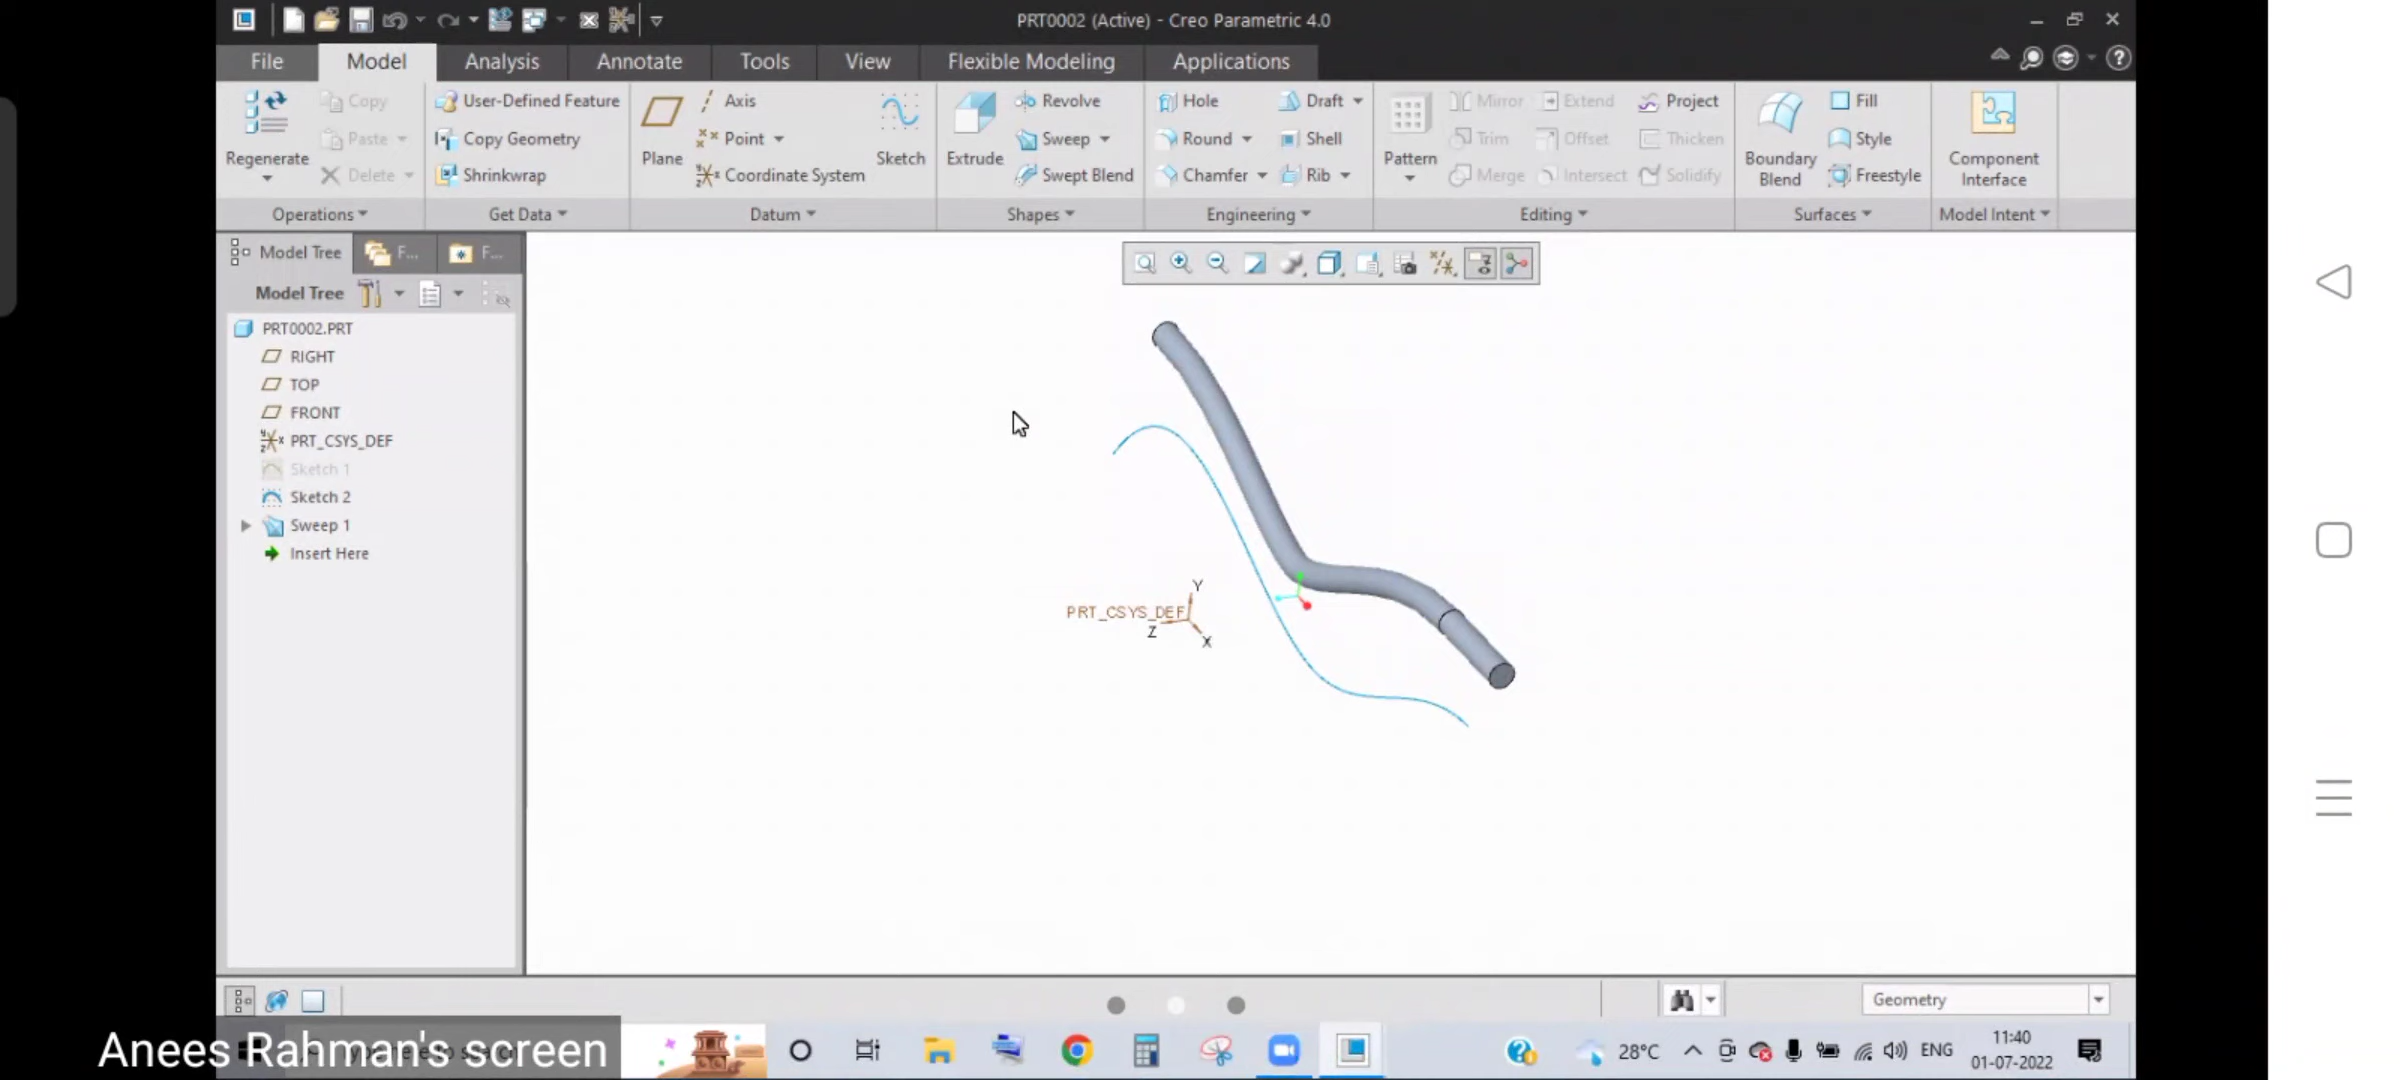 PRT0002 (Active) - Creo Parametric 4.0
File Model Analysis Annotate Tools View Flexible Modeling Applications
Regenerate
Copy
Paste
Delete
Operations
User-Defined Feature
Copy Geometry
Shrinkwrap
Get Data
Plane
Axis
Point
Coordinate System
Sketch
Datum
Extrude
Revolve
Sweep
Swept Blend
Shapes
Hole
Round
Chamfer
Draft
Shell
Rib
Engineering
Pattern
Mirror
Extend
Project
Trim
Offset
Thicken
Merge
Intersect
Solidify
Editing
Boundary
Blend
Fill
Style
Freestyle
Surfaces
Component
Interface
Model Intent
Model Tree F... F...
Model Tree
PRT0002.PRT
RIGHT
TOP
FRONT
PRT_CSYS_DEF
Sketch 1
Sketch 2
Sweep 1
Insert Here
PRT_CSYS_DEF
Y
Z
X
Geometry
Anees Rahman's screen
28°C
ENG
11:40
01-07-2022